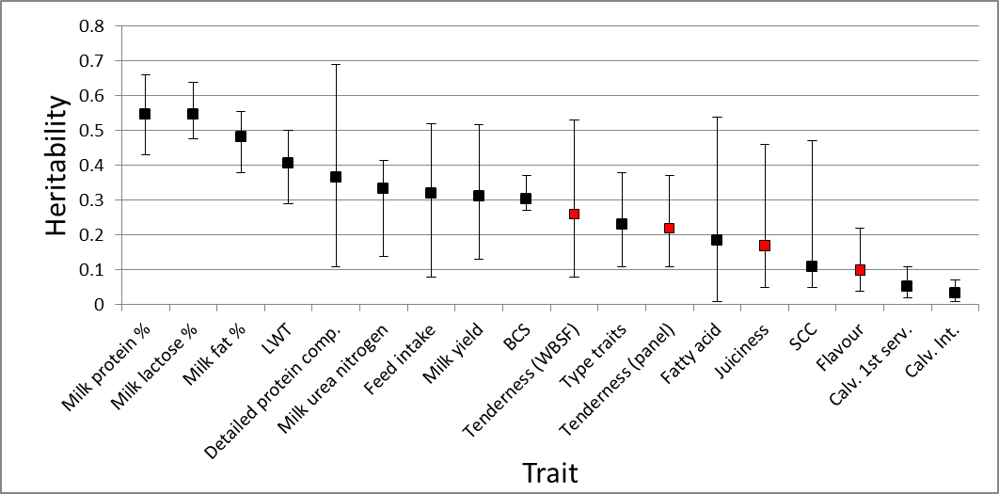 0.8
0.7
0.6
0.5
0.4
0.3
0.2
0.1
0
Heritability
Milk protein %
Milk lactose %
Milk fat %
LWT
Detailed protein comp.
Milk urea nitrogen
Feed intake
Milk yield
BCS
Tenderness (WBSF)
Type traits
Tenderness (panel)
Fatty acid
Juiciness
SCC
Flavour
Calv. 1st serv.
Calv. Int.
Trait